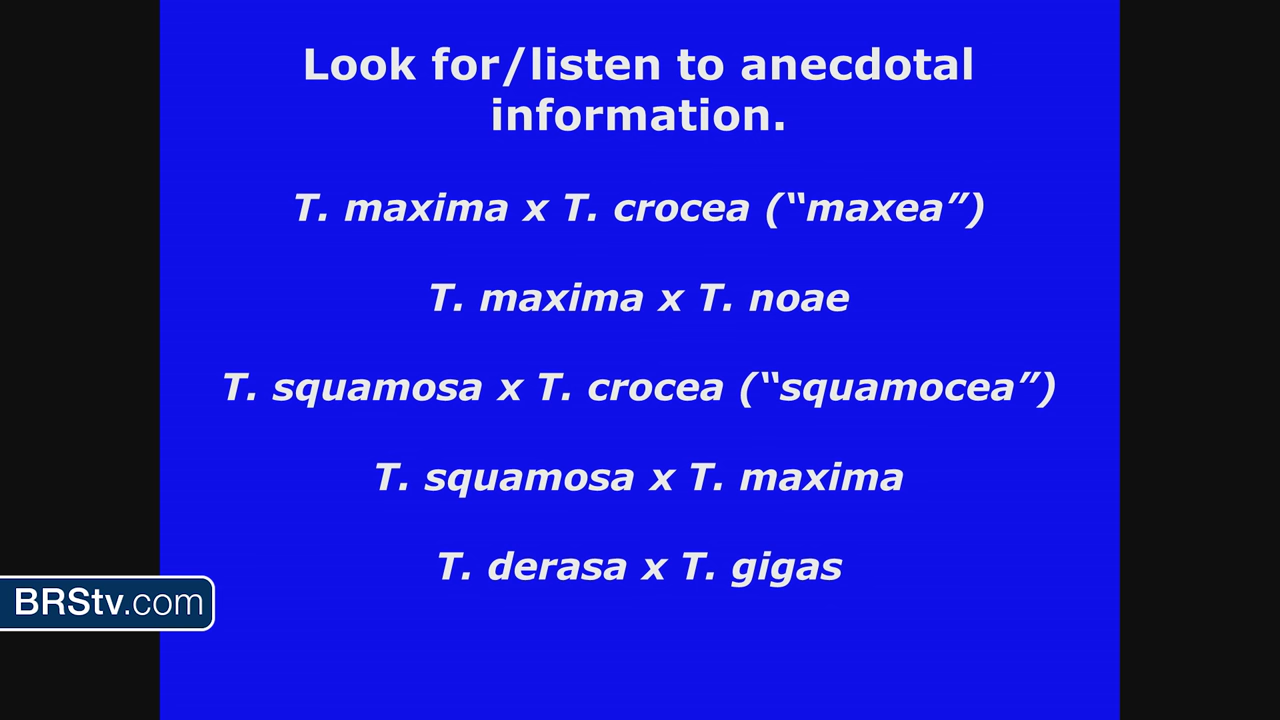 Look for/listen to anecdotal
information.
T. maxima x T. crocea (“maxea”)
T. maxima x T. noae
T. squamosa x T. crocea (“squamocea”)
T. squamosa x T. maxima
T. derasa x T. gigas
BRStv.com